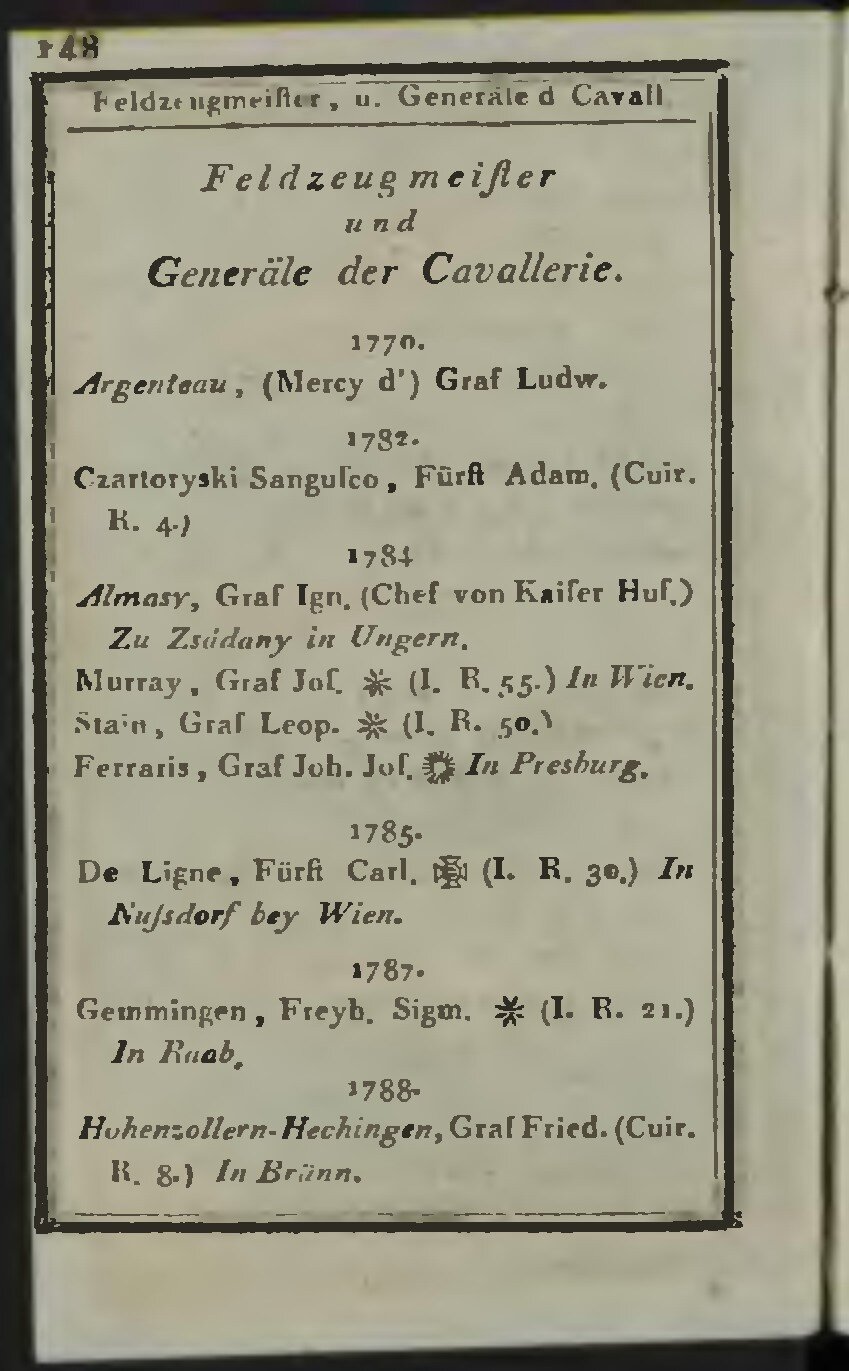 148
Feldzeugmeiſter, u. Generäle d Cavall
Feldzeugmeiſter
und
Generäle der Cavallerie.
1770.
Argenteau, (Mercy d') Graf Ludw.
1782.
Czartoryski Sanguſco, Fürſt Adam. (Cuir.
R. 4.)
1784
Almasy, Graf Ign. (Chef von Kaiſer Huſ.)
Zu Zsádany in Ungern.
Murray, Graf Joſ. ⁜ (I. R. 55.) In Wien.
Stain, Graf Leop. ⁜ (I. R. 50.)
Ferraris, Graf Joh. Joſ. In Presburg.
1785.
De Ligne, Fürſt Carl. (I. R. 30.) In
Nuſsdorf bey Wien.
1787.
Gemmingen, Freyh. Sigm. ⁜ (I. R. 21.)
In Raab.
1788.
Hohenzollern-Hechingen, Graf Fried. (Cuir.
R. 8.) In Brünn.